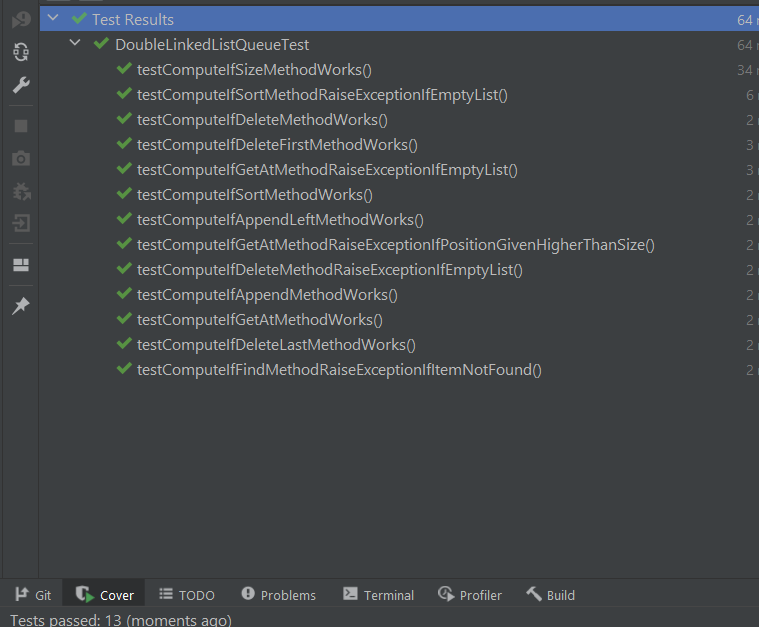 Test Results 64
DoubleLinkedListQueueTest 64
testComputeIfSizeMethodWorks() 34
testComputeIfSortMethodRaiseExceptionIfEmptyList() 6
testComputeIfDeleteMethodWorks() 2
testComputeIfDeleteFirstMethodWorks() 3
testComputeIfGetAtMethodRaiseExceptionIfEmptyList() 3
testComputeIfSortMethodWorks() 2
testComputeIfAppendLeftMethodWorks() 2
testComputeIfGetAtMethodRaiseExceptionIfPositionGivenHigherThanSize() 2
testComputeIfDeleteMethodRaiseExceptionIfEmptyList() 2
testComputeIfAppendMethodWorks() 2
testComputeIfGetAtMethodWorks() 2
testComputeIfDeleteLastMethodWorks() 2
testComputeIfFindMethodRaiseExceptionIfItemNotFound() 2
Git Cover TODO Problems Terminal Profiler Build
Tests passed: 13 (moments ago)